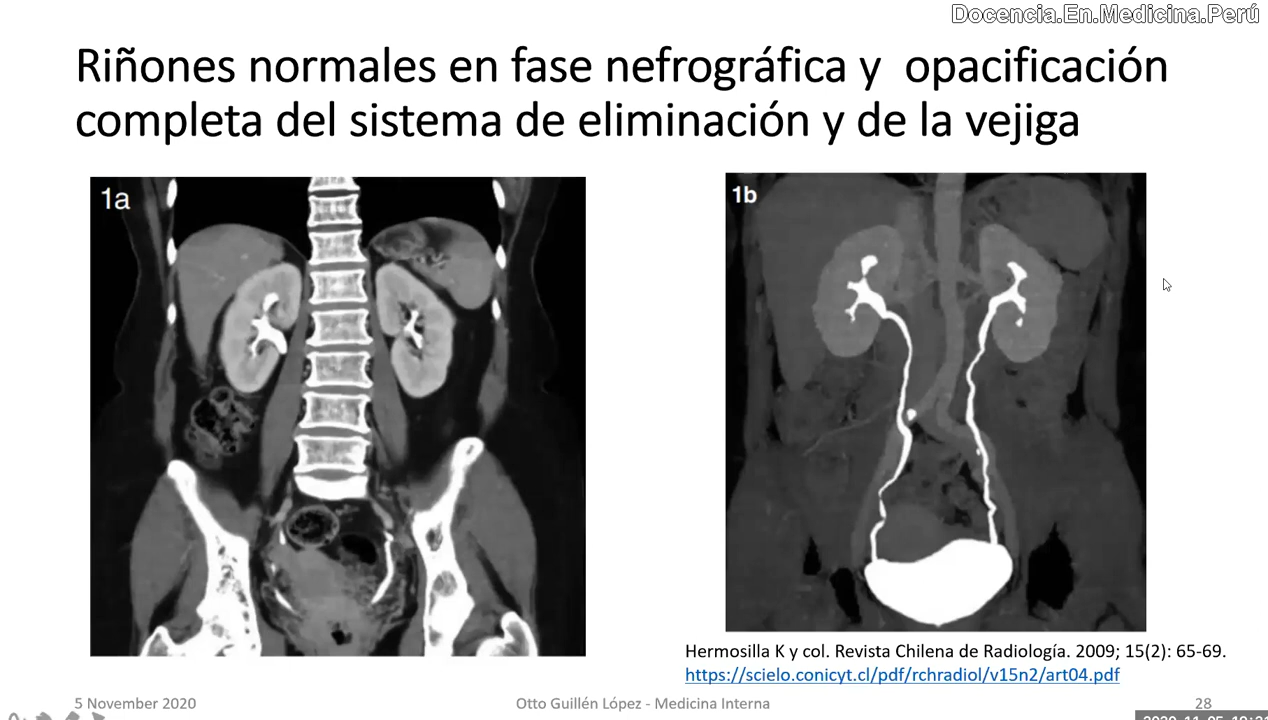 Docencia.En.Medicina.Perú
Riñones normales en fase nefrográfica y opacificación
completa del sistema de eliminación y de la vejiga
1a
1b
Hermosilla K y col. Revista Chilena de Radiología. 2009; 15(2): 65-69.
https://scielo.conicyt.cl/pdf/rchradiol/v15n2/art04.pdf
5 November 2020
Otto Guillén López - Medicina Interna
28